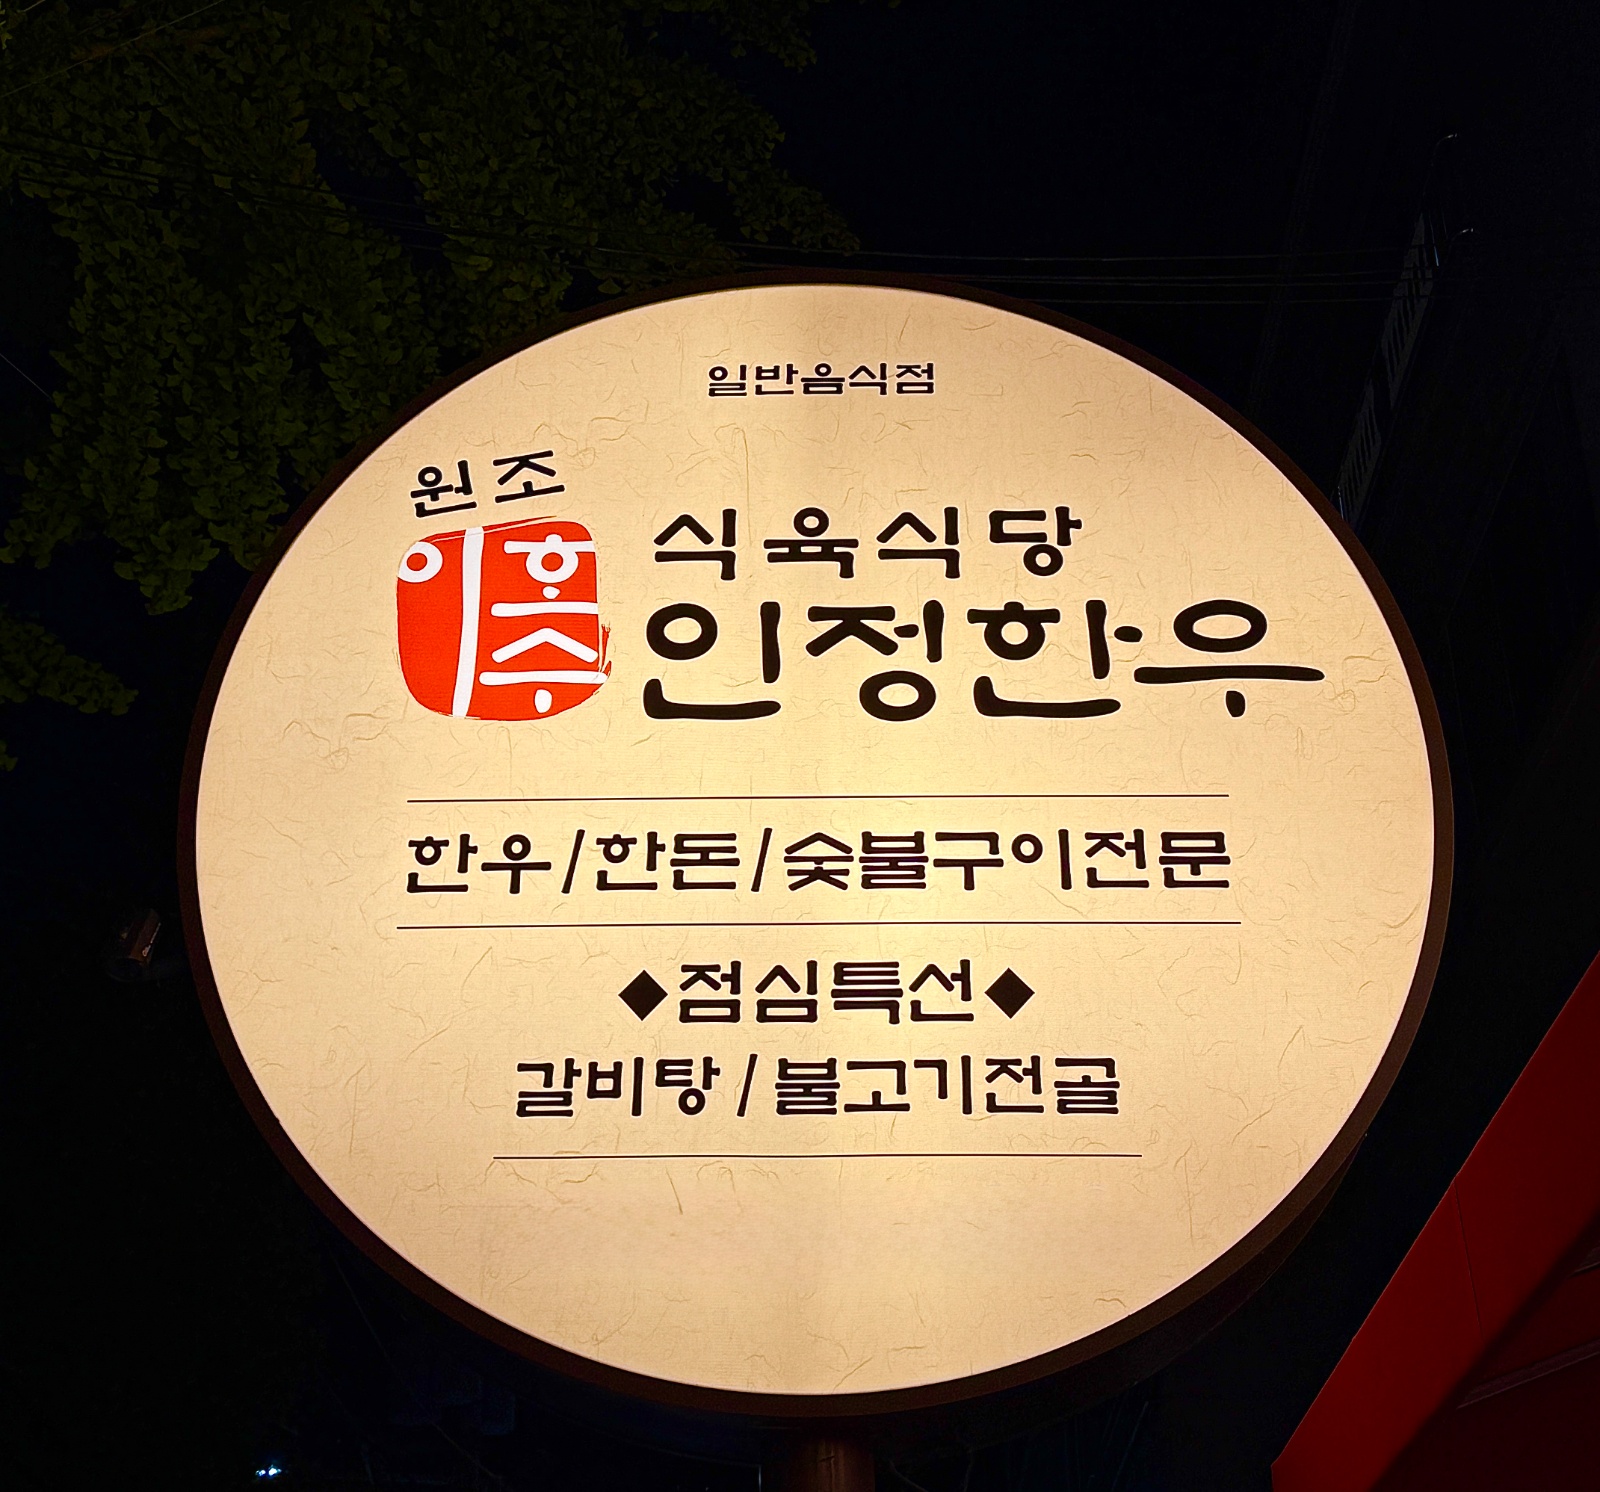 일반음식점
원조
이호주
식육식당
인정한우
한우/한돈/숯불구이전문
◆점심특선◆
갈비탕/불고기전골